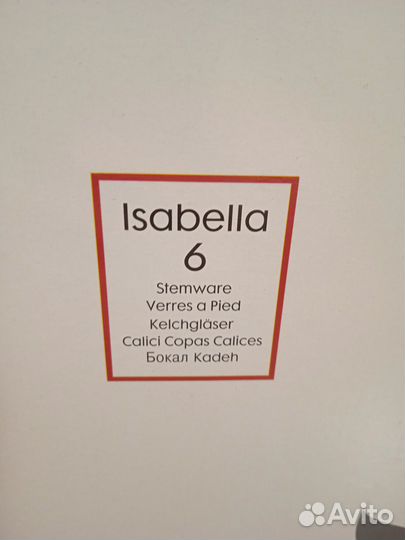 Isabella
6
Stemware
Verres a Pied
Kelchgläser
Calici Copas Calices
Бокал Kadeh
Avito